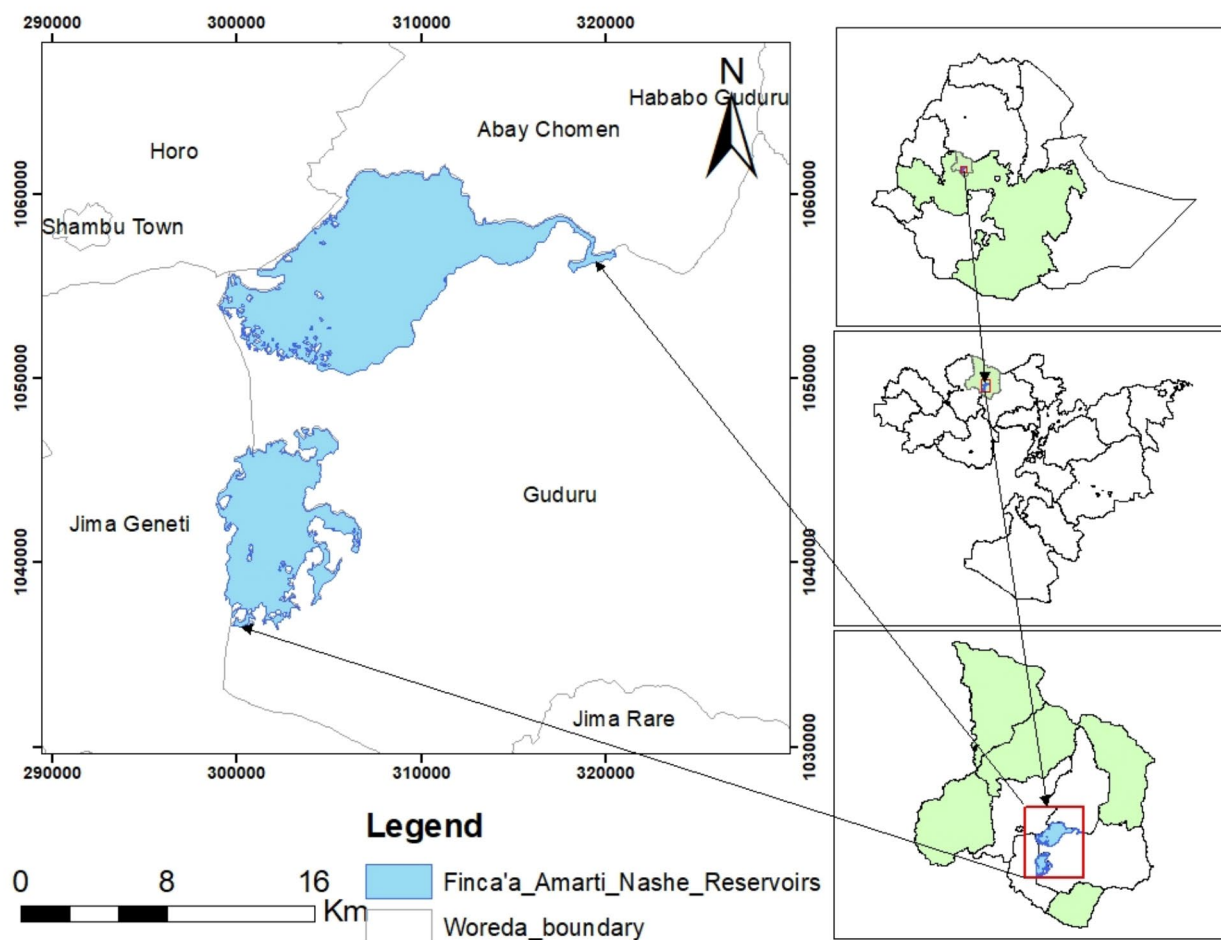 290000 300000 310000 320000
N
Hababo Guduru
Abay Chomen
Horo
1060000 1060000
Shambu Town
1050000 1050000
Guduru
Jima Geneti
1040000 1040000
Jima Rare
1030000
290000 300000 310000 320000
Legend
0 8 16
Km
Finca'a_Amarti_Nashe_Reservoirs
Woreda_boundary